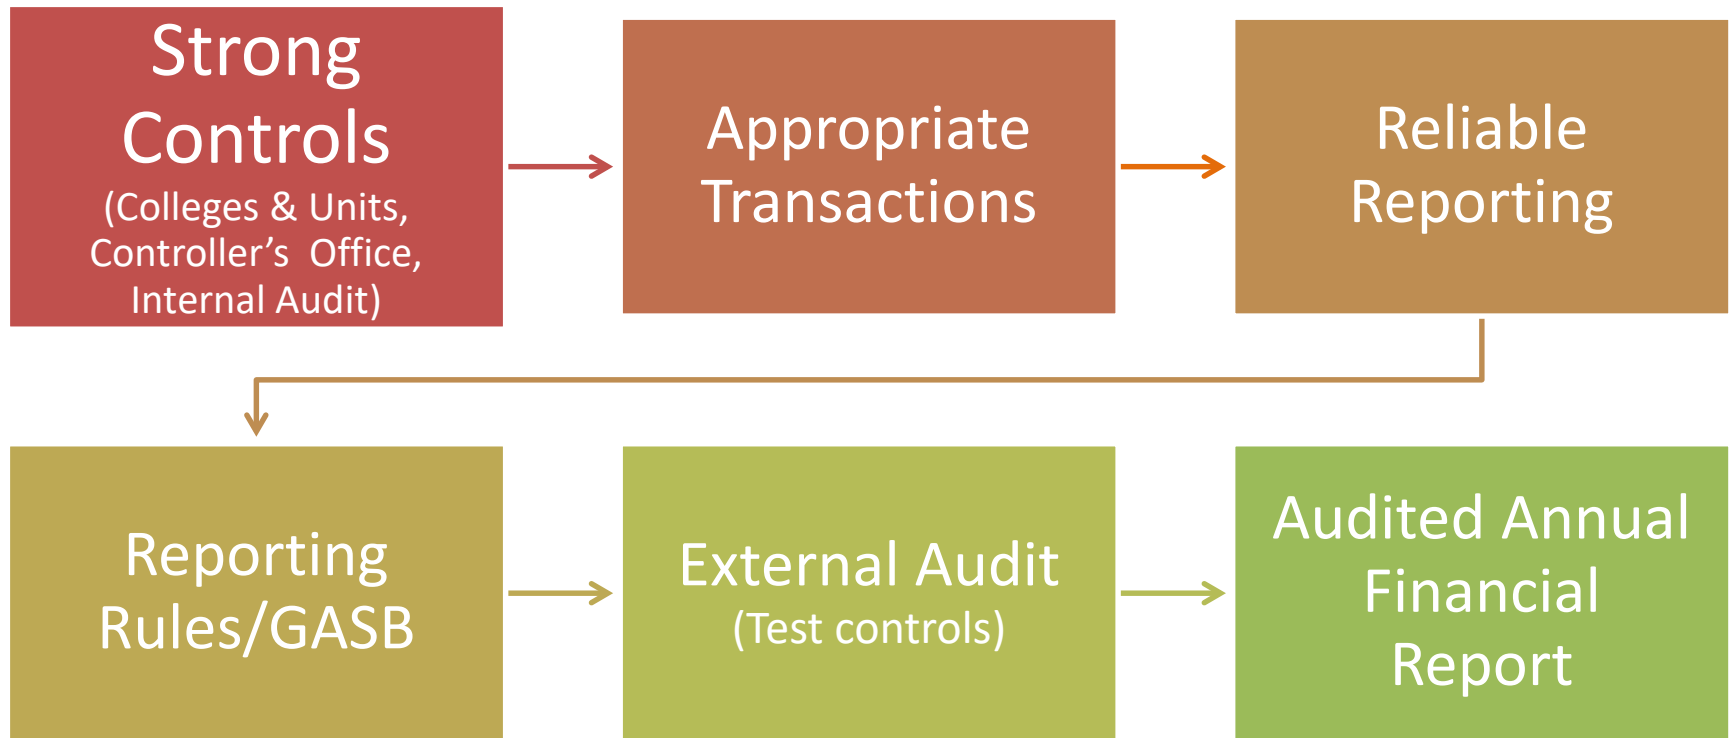 Strong
Controls
(Colleges & Units,
Controller’s  Office,
Internal Audit)
Appropriate
Transactions
Reliable
Reporting
Reporting
Rules/GASB
External Audit
(Test controls)
Audited Annual
Financial
Report